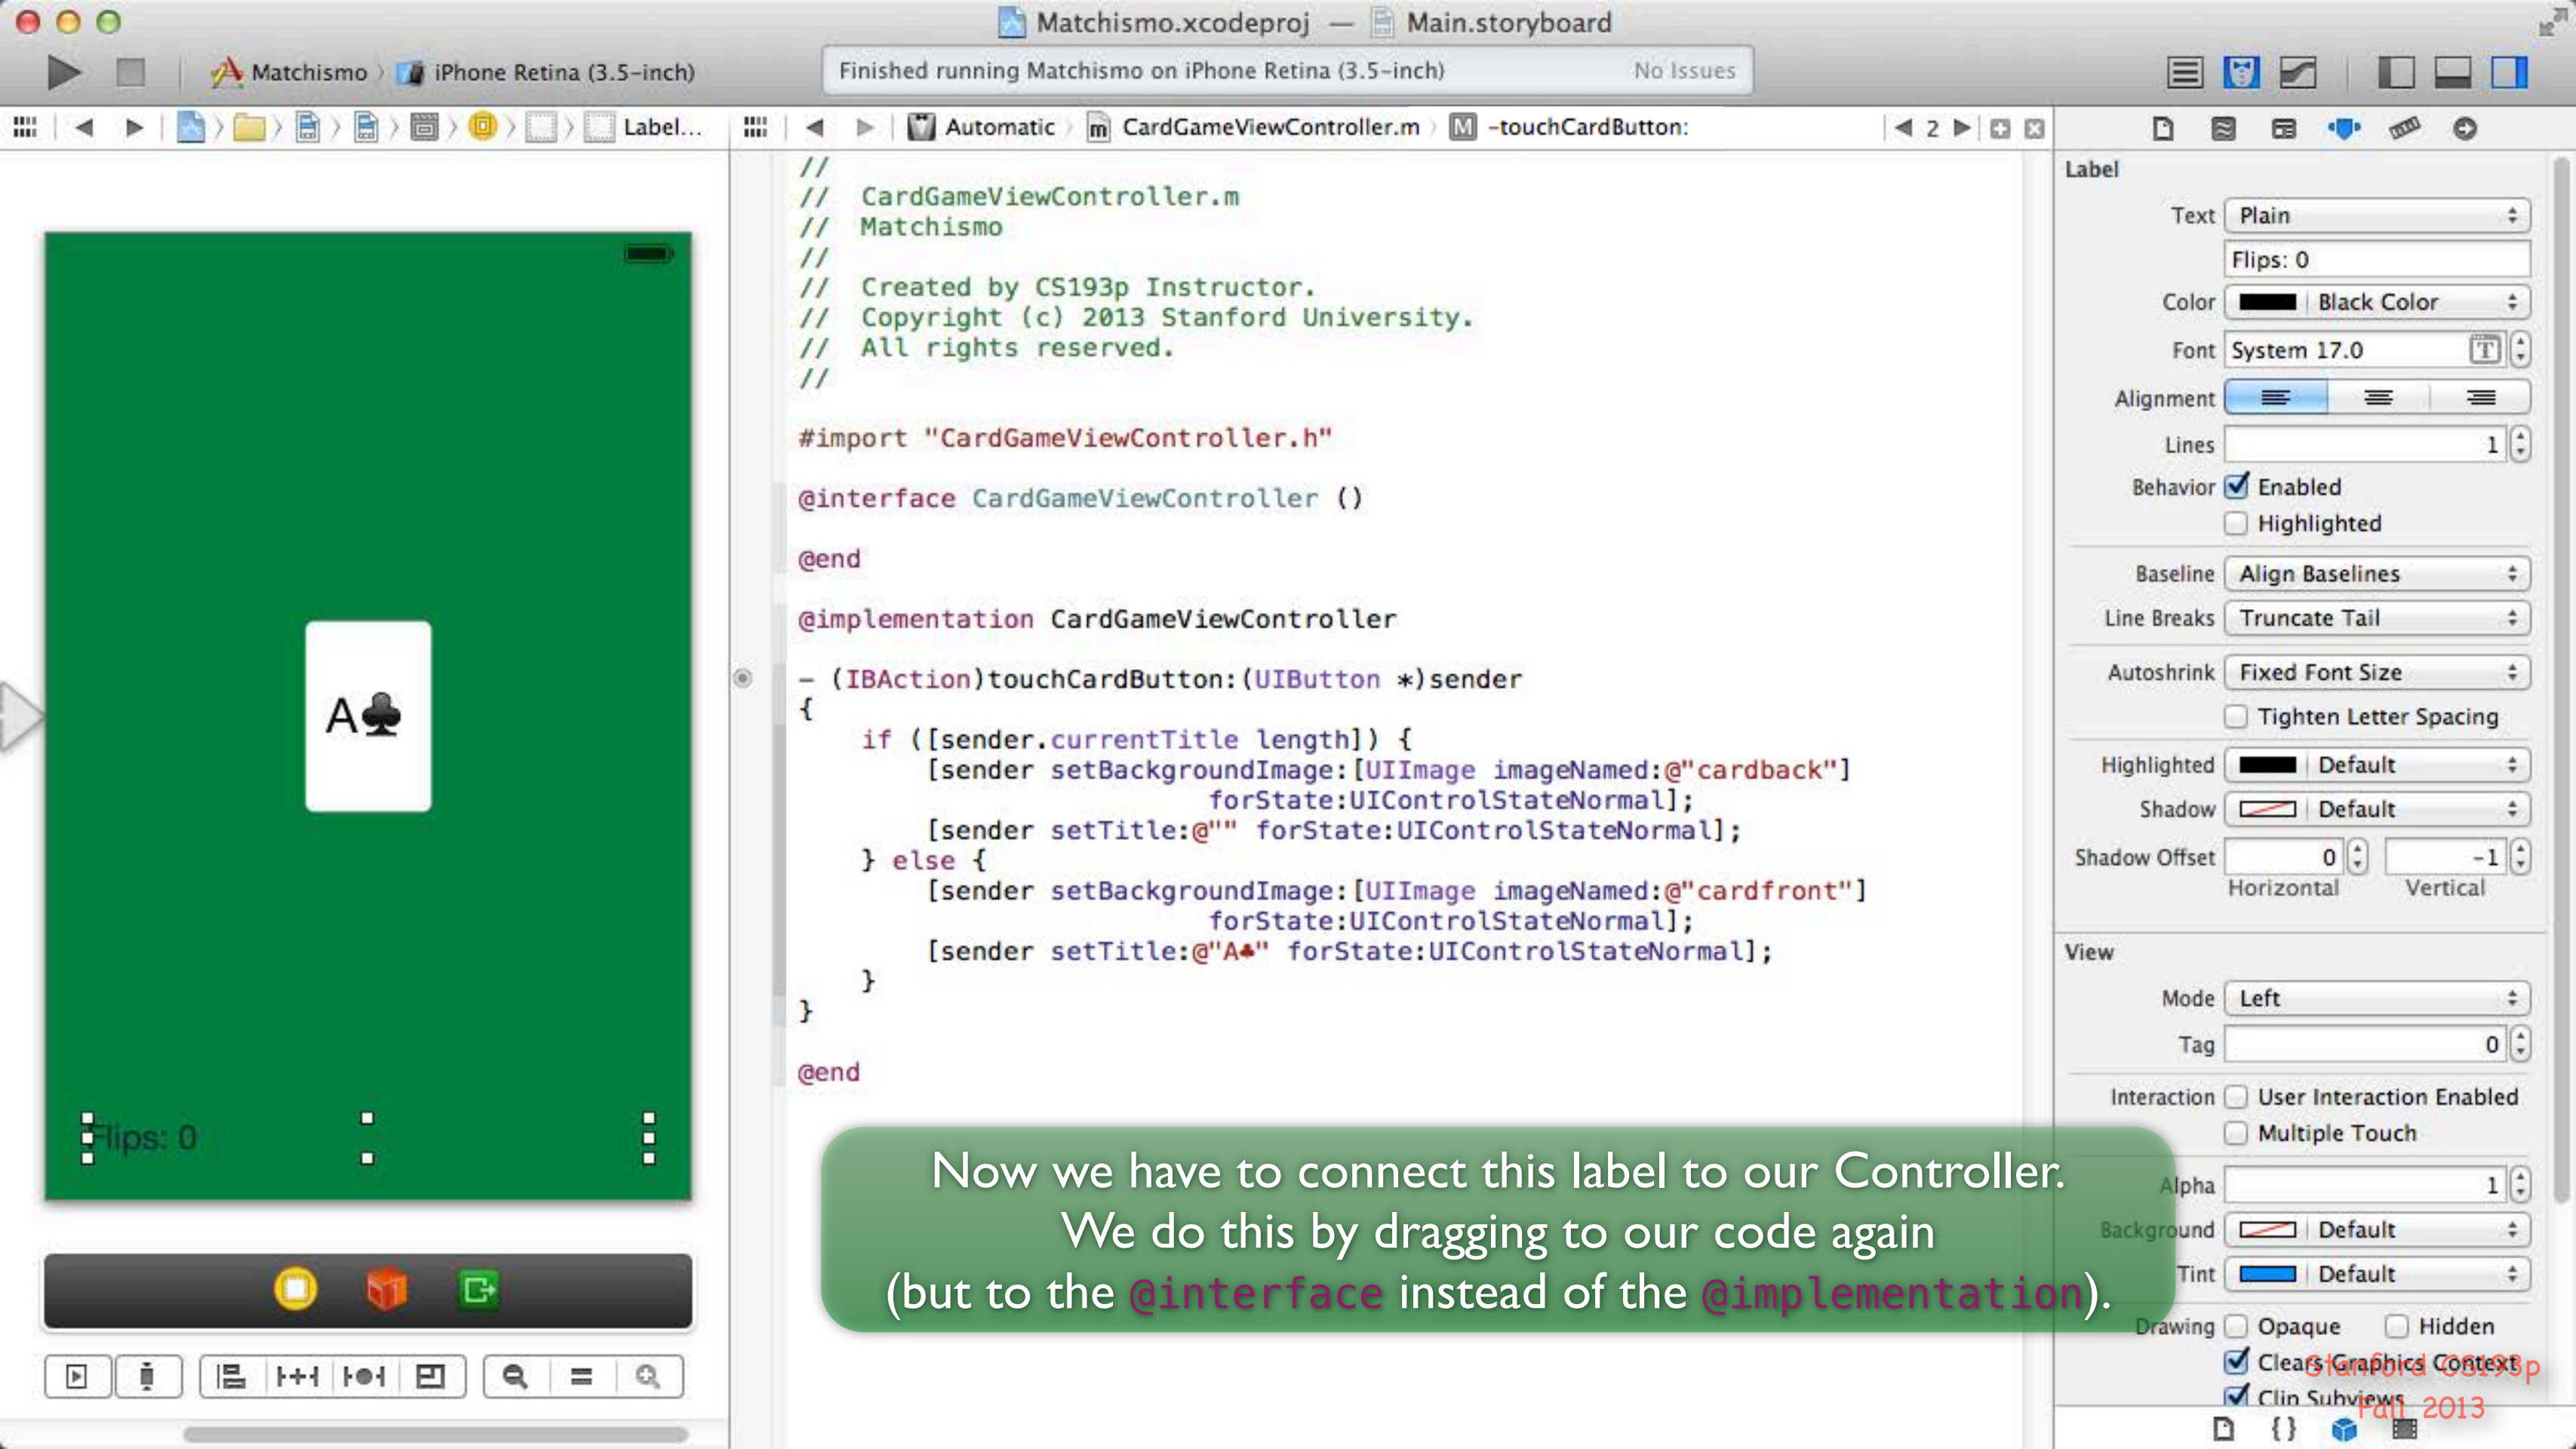 Matchismo.xcodeproj — Main.storyboard
Matchismo iPhone Retina (3.5-inch)
Finished running Matchismo on iPhone Retina (3.5-inch) No Issues
Label...
Automatic CardGameViewController.m -touchCardButton: 2
//
// CardGameViewController.m
// Matchismo
//
// Created by CS193p Instructor.
// Copyright (c) 2013 Stanford University.
// All rights reserved.
//
#import "CardGameViewController.h"
@interface CardGameViewController ()
@end
@implementation CardGameViewController
- (IBAction)touchCardButton:(UIButton *)sender
{
if ([sender.currentTitle length]) {
[sender setBackgroundImage:[UIImage imageNamed:@"cardback"]
forState:UIControlStateNormal];
[sender setTitle:@"" forState:UIControlStateNormal];
} else {
[sender setBackgroundImage:[UIImage imageNamed:@"cardfront"]
forState:UIControlStateNormal];
[sender setTitle:@"A♣" forState:UIControlStateNormal];
}
}
@end
A♣
Flips: 0
Now we have to connect this label to our Controller.
We do this by dragging to our code again
(but to the @interface instead of the @implementation).
Label
Text Plain
Flips: 0
Color Black Color
Font System 17.0 T
Alignment
Lines 1
Behavior Enabled
Highlighted
Baseline Align Baselines
Line Breaks Truncate Tail
Autoshrink Fixed Font Size
Tighten Letter Spacing
Highlighted Default
Shadow Default
Shadow Offset 0 -1
Horizontal Vertical
View
Mode Left
Tag 0
Interaction User Interaction Enabled
Multiple Touch
Alpha 1
Background Default
Tint Default
Drawing Opaque Hidden
Clears Graphics Context
Clip Subviews
Stanford CS193p
Fall 2013
{}